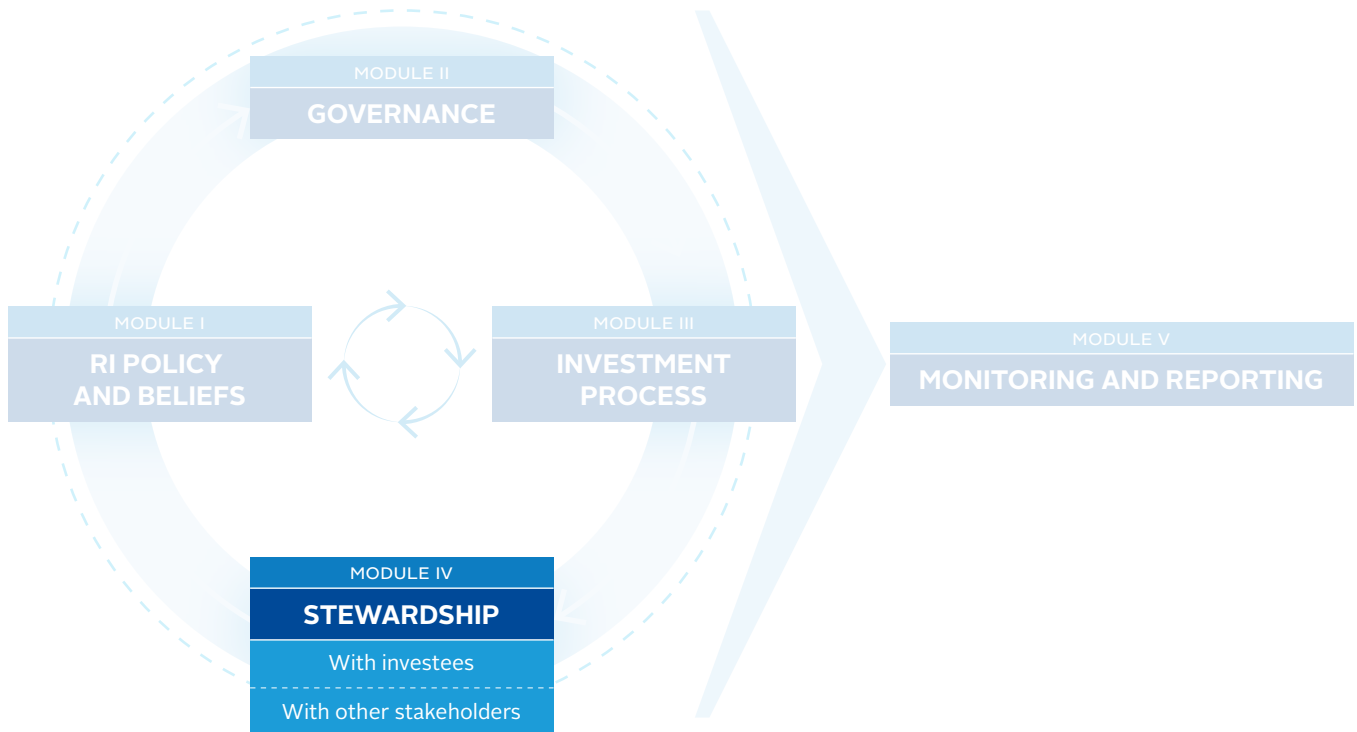 MODULE II
GOVERNANCE
MODULE I
RI POLICY
AND BELIEFS
MODULE III
INVESTMENT
PROCESS
MODULE V
MONITORING AND REPORTING
MODULE IV
STEWARDSHIP
With investees
With other stakeholders